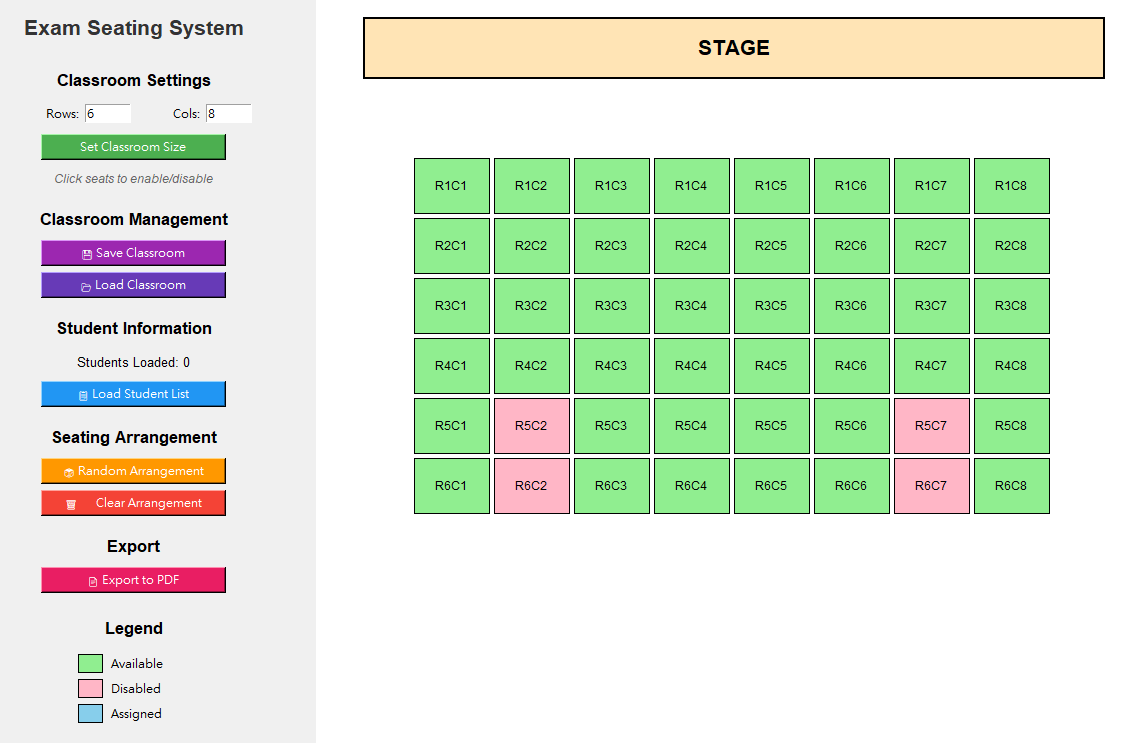 Exam Seating System
Classroom Settings
Rows: 6 Cols: 8
Set Classroom Size
Click seats to enable/disable
Classroom Management
Save Classroom
Load Classroom
Student Information
Students Loaded: 0
Load Student List
Seating Arrangement
Random Arrangement
Clear Arrangement
Export
Export to PDF
Legend
Available
Disabled
Assigned
STAGE
R1C1 R1C2 R1C3 R1C4 R1C5 R1C6 R1C7 R1C8
R2C1 R2C2 R2C3 R2C4 R2C5 R2C6 R2C7 R2C8
R3C1 R3C2 R3C3 R3C4 R3C5 R3C6 R3C7 R3C8
R4C1 R4C2 R4C3 R4C4 R4C5 R4C6 R4C7 R4C8
R5C1 R5C2 R5C3 R5C4 R5C5 R5C6 R5C7 R5C8
R6C1 R6C2 R6C3 R6C4 R6C5 R6C6 R6C7 R6C8